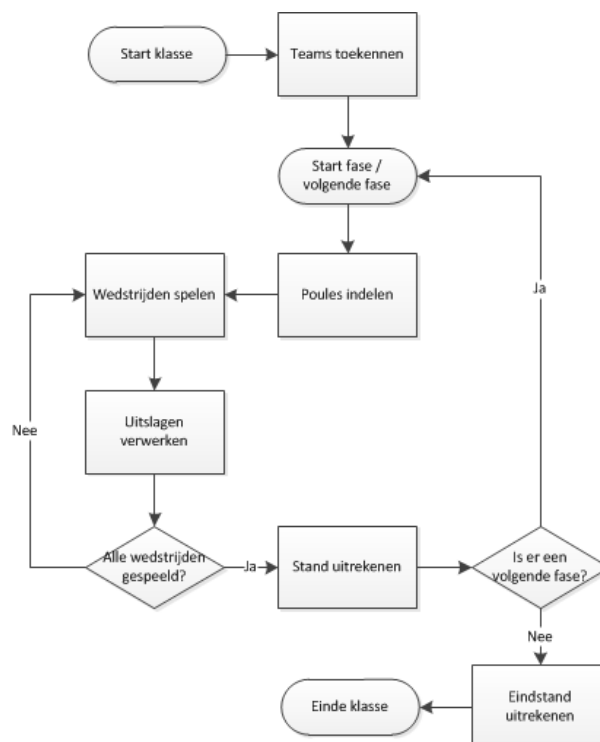 Start klasse
Teams toekennen
Start fase /
volgende fase
Wedstrijden spelen
Poules indelen
Ja
Nee
Uitslagen
verwerken
Alle wedstrijden
gespeeld?
Ja
Stand uitrekenen
Is er een
volgende fase?
Nee
Einde klasse
Eindstand
uitrekenen